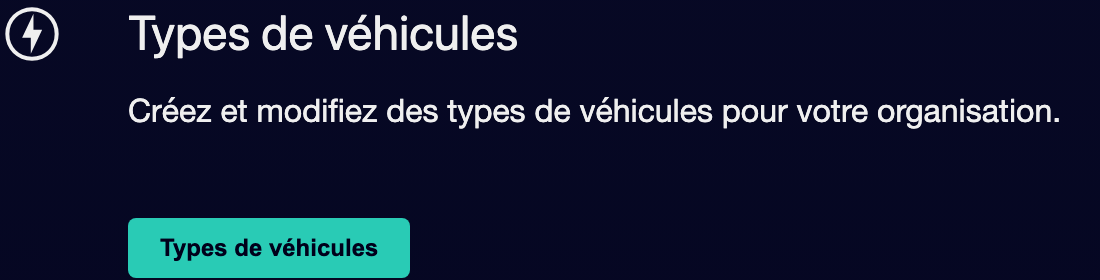 Types de véhicules
Créez et modifiez des types de véhicules pour votre organisation.
Types de véhicules